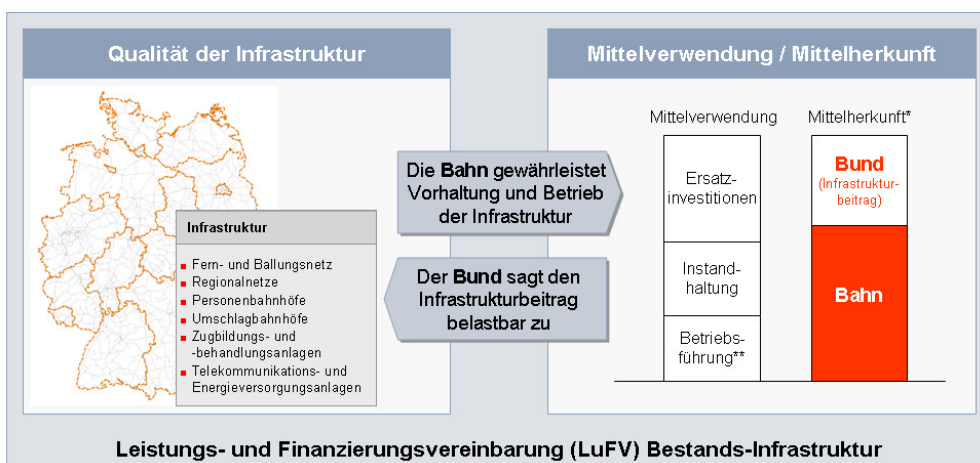 Qualität der Infrastruktur
Infrastruktur
Fern- und Ballungsnetz
Regionalnetze
Personenbahnhöfe
Umschlagbahnhöfe
Zugbildungs- und
-behandlungsanlagen
Telekommunikations- und
Energieversorgungsanlagen
Die Bahn gewährleistet
Vorhaltung und Betrieb
der Infrastruktur
Der Bund sagt den
Infrastrukturbeitrag
belastbar zu
Mittelverwendung / Mittelherkunft
Mittelverwendung
Ersatz-
investitionen
Instand-
haltung
Betriebs-
führung**
Mittelherkunft*
Bund
(Infrastruktur-
beitrag)
Bahn
Leistungs- und Finanzierungsvereinbarung (LuFV) Bestands-Infrastruktur